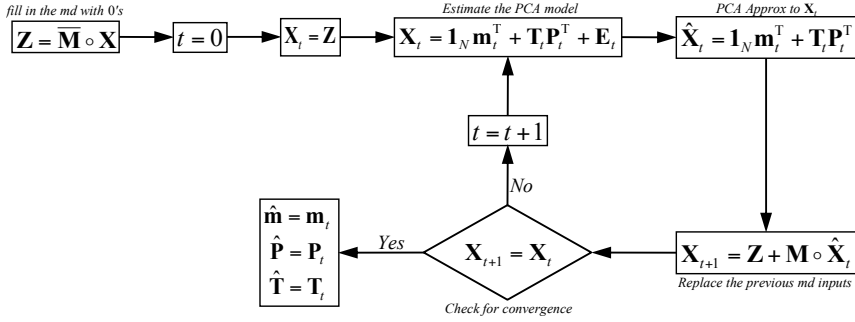 fill in the md with 0's
Z = M̅ ∘ X
t = 0
X_t = Z
Estimate the PCA model
X_t = 1_N m_t^T + T_t P_t^T + E_t
PCA Approx to X_t
X̂_t = 1_N m_t^T + T_t P_t^T
t = t + 1
No
X_{t+1} = X_t
Check for convergence
Yes
m̂ = m_t
P̂ = P_t
T̂ = T_t
X_{t+1} = Z + M ∘ X̂_t
Replace the previous md inputs